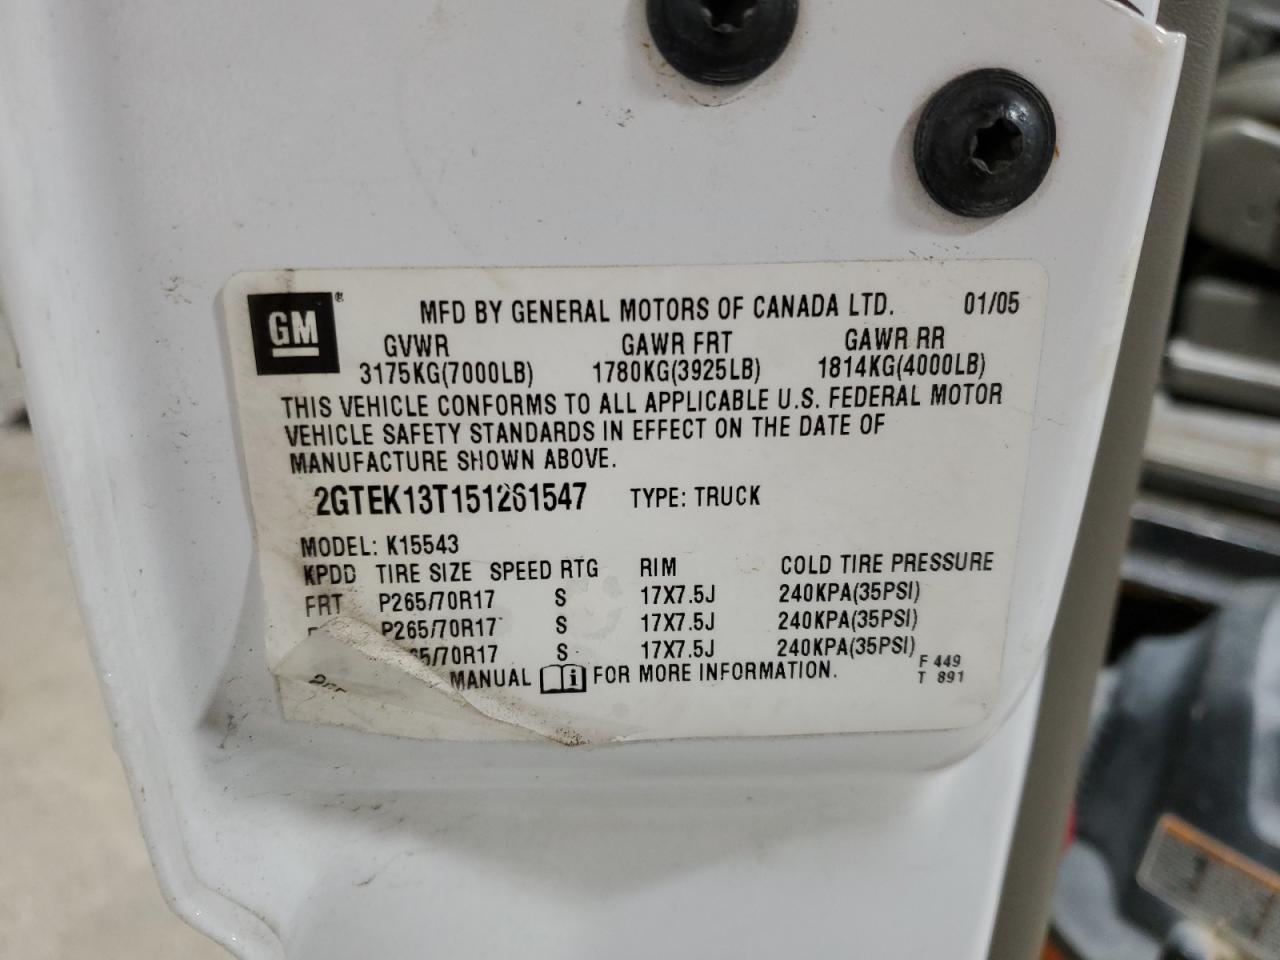 GM®
MFD BY GENERAL MOTORS OF CANADA LTD. 01/05
GVWR GAWR FRT GAWR RR
3175KG(7000LB) 1780KG(3925LB) 1814KG(4000LB)
THIS VEHICLE CONFORMS TO ALL APPLICABLE U.S. FEDERAL MOTOR
VEHICLE SAFETY STANDARDS IN EFFECT ON THE DATE OF
MANUFACTURE SHOWN ABOVE.
2GTEK13T151261547 TYPE: TRUCK
MODEL: K15543
KPDD TIRE SIZE SPEED RTG RIM COLD TIRE PRESSURE
FRT P265/70R17 S 17X7.5J 240KPA(35PSI)
P265/70R17 S 17X7.5J 240KPA(35PSI)
65/70R17 S 17X7.5J 240KPA(35PSI)
MANUAL FOR MORE INFORMATION. F 449
T 891